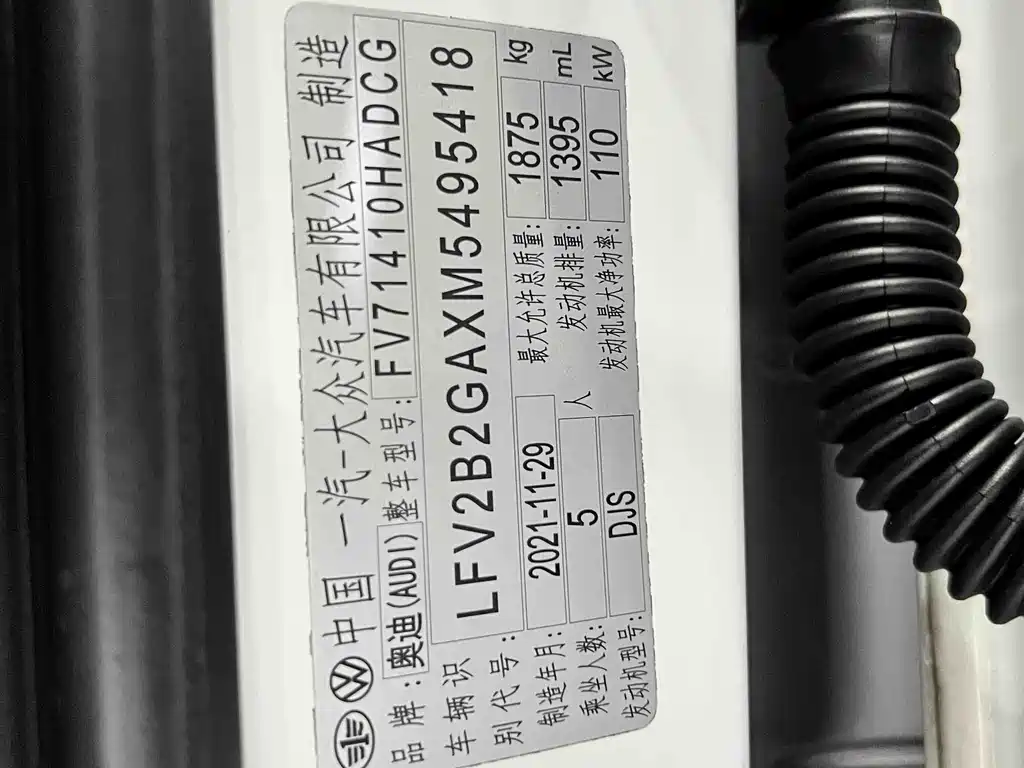 中国 一汽-大众汽车有限公司 制造
品牌:奥迪(AUDI) 整车型号:FV71410HADCG
车辆识别代号:LFV2B2GAXM5495418
制造年月:2021-11-29 最大允许总质量:1875 kg
乘坐人数:5 人 发动机排量:1395 mL
发动机型号:DJS 发动机最大净功率:110 kW